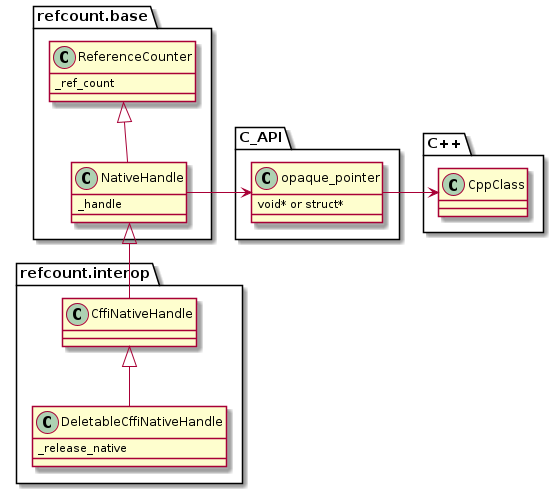 refcount.base
C ReferenceCounter
_ref_count
C NativeHandle
_handle
C_API
C opaque_pointer
void* or struct*
C++
C CppClass
refcount.interop
C CffiNativeHandle
C DeletableCffiNativeHandle
_release_native